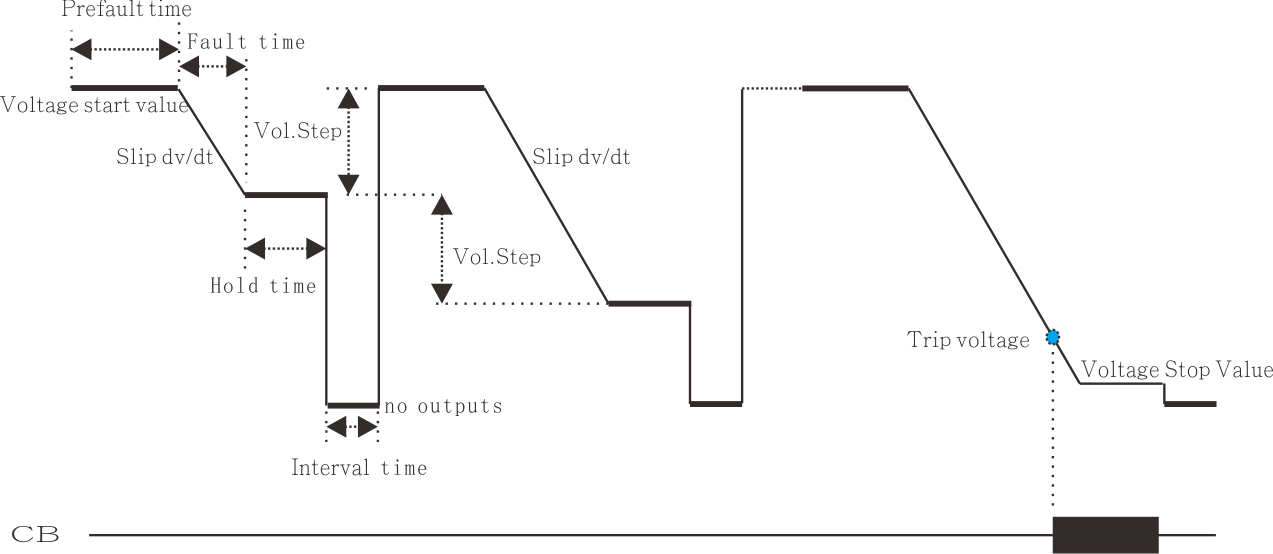 Prefault time
Fault time
Voltage start value
Vol.Step
Slip dv/dt
Slip dv/dt
Vol.Step
Hold time
Trip voltage
Voltage Stop Value
no outputs
Interval time
CB